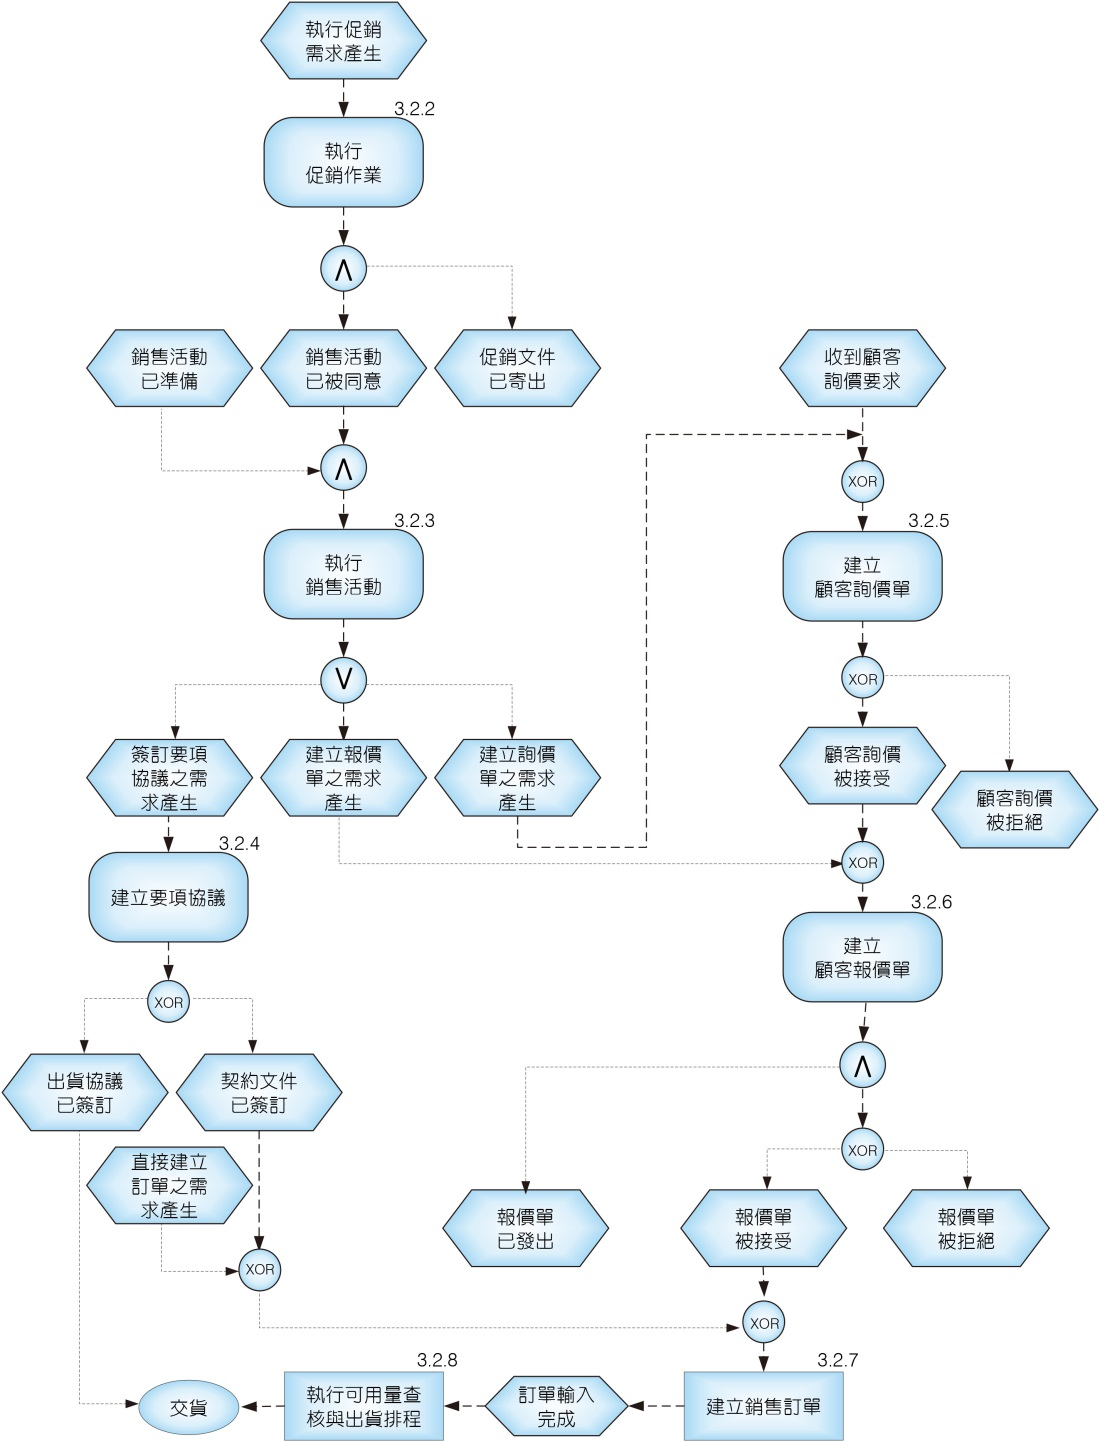 執行促銷
需求產生
3.2.2
執行
促銷作業
Λ
銷售活動
已準備
銷售活動
已被同意
促銷文件
已寄出
收到顧客
詢價要求
Λ
XOR
3.2.3
執行
銷售活動
3.2.5
建立
顧客詢價單
V
XOR
簽訂要項
協議之需
求產生
建立報價
單之需求
產生
建立詢價
單之需求
產生
顧客詢價
被接受
顧客詢價
被拒絕
3.2.4
建立要項協議
XOR
3.2.6
建立
顧客報價單
XOR
出貨協議
已簽訂
契約文件
已簽訂
Λ
XOR
直接建立
訂單之需
求產生
報價單
已發出
報價單
被接受
報價單
被拒絕
XOR
XOR
3.2.8
3.2.7
交貨
執行可用量查
核與出貨排程
訂單輸入
完成
建立銷售訂單